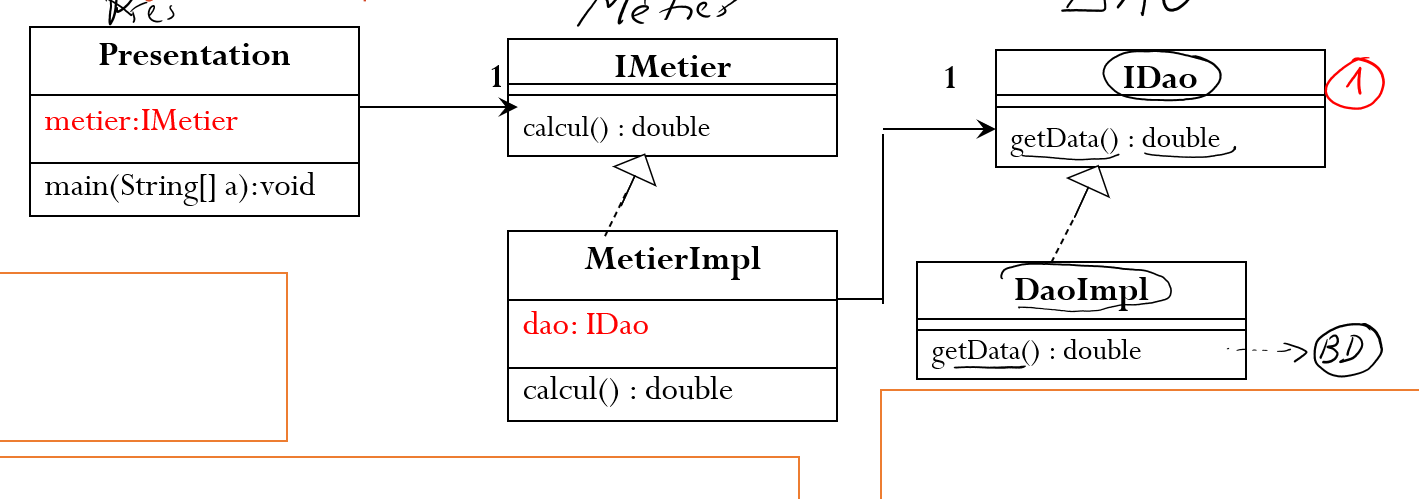 Pres
Métier
DAO
Presentation
metier:IMetier
main(String[] a):void
1
IMetier
calcul() : double
MetierImpl
dao: IDao
calcul() : double
1
IDao
1
getData() : double
DaoImpl
getData() : double
BD